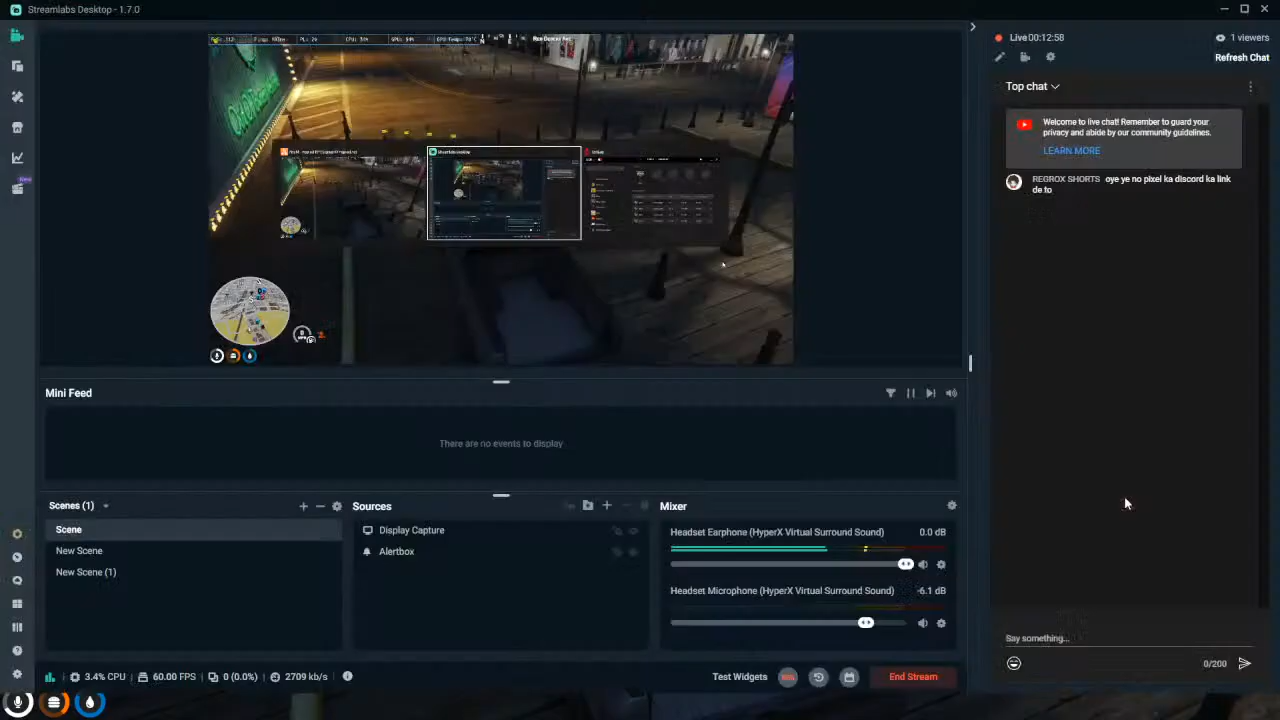 Streamlabs Desktop - 1.7.0
Live 00:12:58
1 viewers
Refresh Chat
Top chat
Welcome to live chat! Remember to guard your
privacy and abide by our community guidelines.
LEARN MORE
REGROX SHORTS oye ye no pixel ka discord ka link
de to
New
Streamlabs Desktop
Mini Feed
There are no events to display
Scenes (1)
Scene
New Scene
New Scene (1)
Sources
Display Capture
Alertbox
Mixer
Headset Earphone (HyperX Virtual Surround Sound) 0.0 dB
Headset Microphone (HyperX Virtual Surround Sound) -6.1 dB
Say something...
0/200
3.4% CPU
60.00 FPS
0 (0.0%)
2709 kb/s
Test Widgets
End Stream